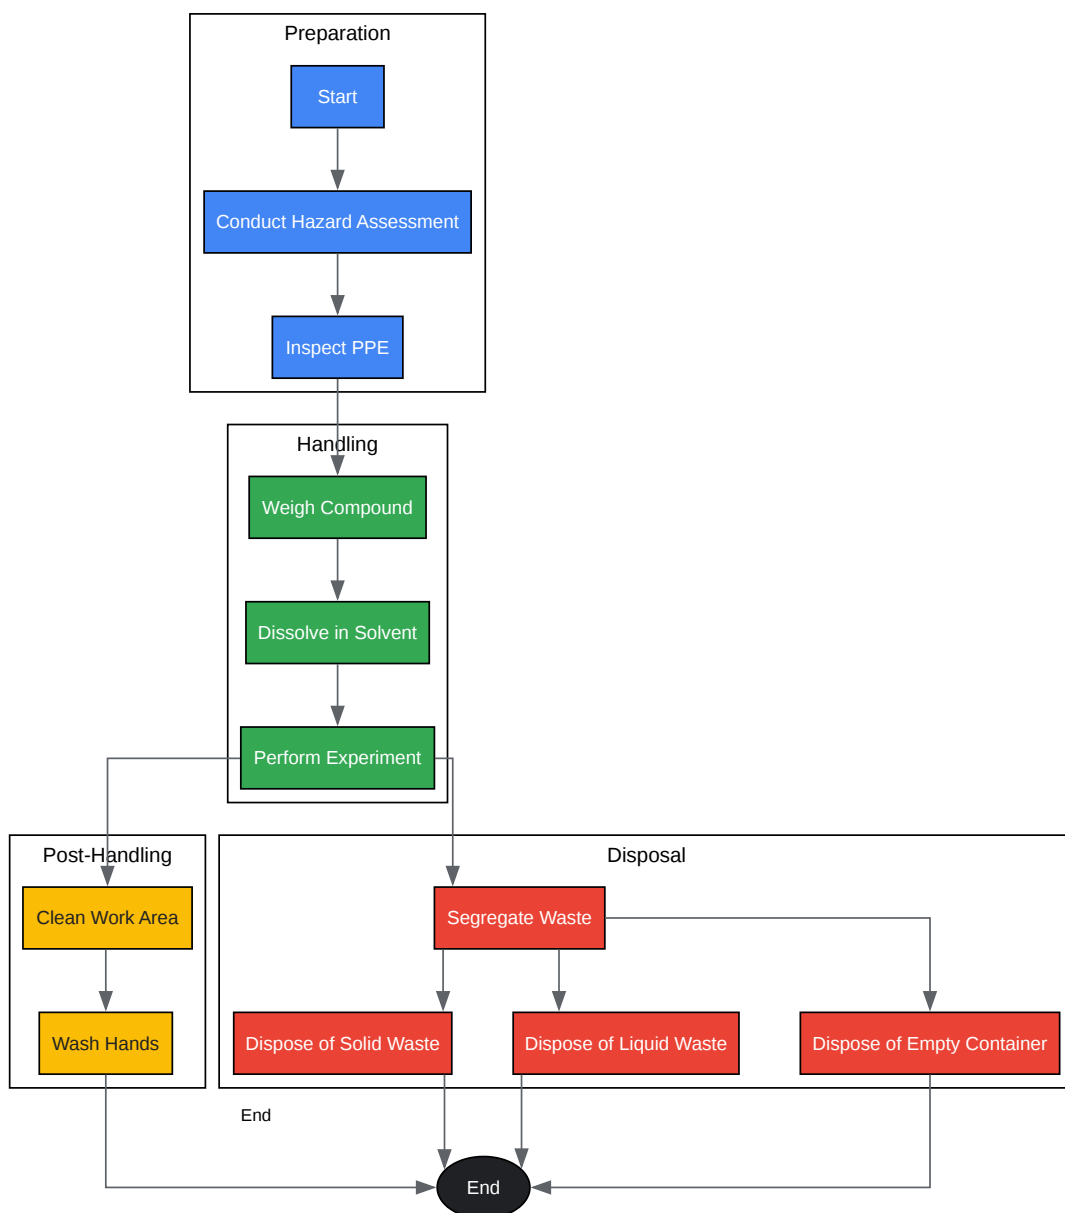 Preparation
Start
Conduct Hazard Assessment
Inspect PPE
Handling
Weigh Compound
Dissolve in Solvent
Perform Experiment
Post-Handling
Disposal
Clean Work Area
Segregate Waste
Wash Hands
Dispose of Solid Waste
Dispose of Liquid Waste
Dispose of Empty Container
End
End